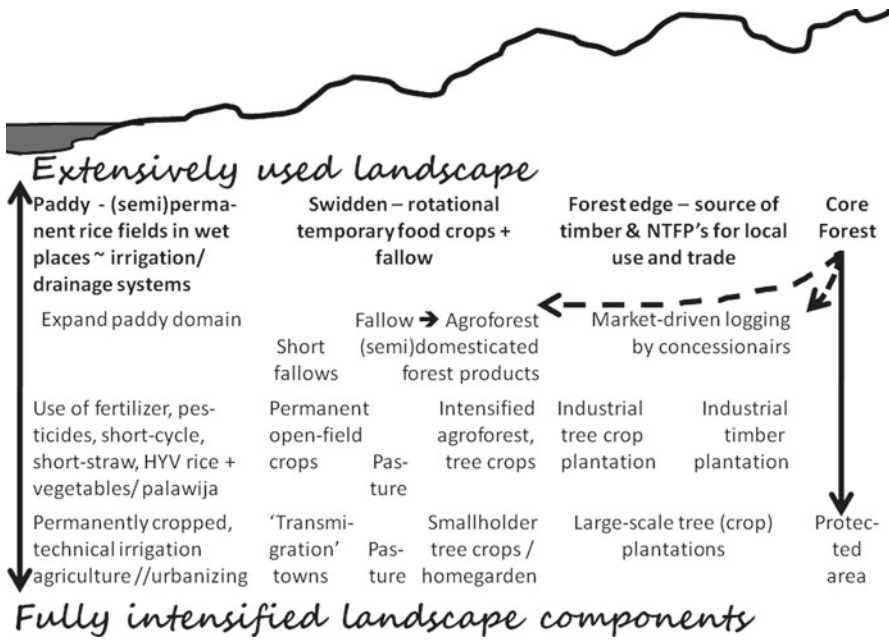 Extensively used landscape
Paddy - (semi)perma-
nent rice fields in wet
places ~ irrigation/
drainage systems
Swidden – rotational
temporary food crops +
fallow
Forest edge – source of
timber & NTFP's for local
use and trade
Core
Forest
Expand paddy domain
Short
fallows
Fallow ➔ Agroforest
(semi)domesticated
forest products
Market-driven logging
by concessionairs
Use of fertilizer, pes-
ticides, short-cycle,
short-straw, HYV rice +
vegetables/ palawija
Permanent
open-field
crops
Pas-
ture
Intensified
agroforest,
tree crops
Industrial
tree crop
plantation
Industrial
timber
plantation
Permanently cropped,
technical irrigation
agriculture //urbanizing
'Transmi-
gration'
towns
Pas-
ture
Smallholder
tree crops /
homegarden
Large-scale tree (crop)
plantations
Protec-
ted
area
Fully intensified landscape components